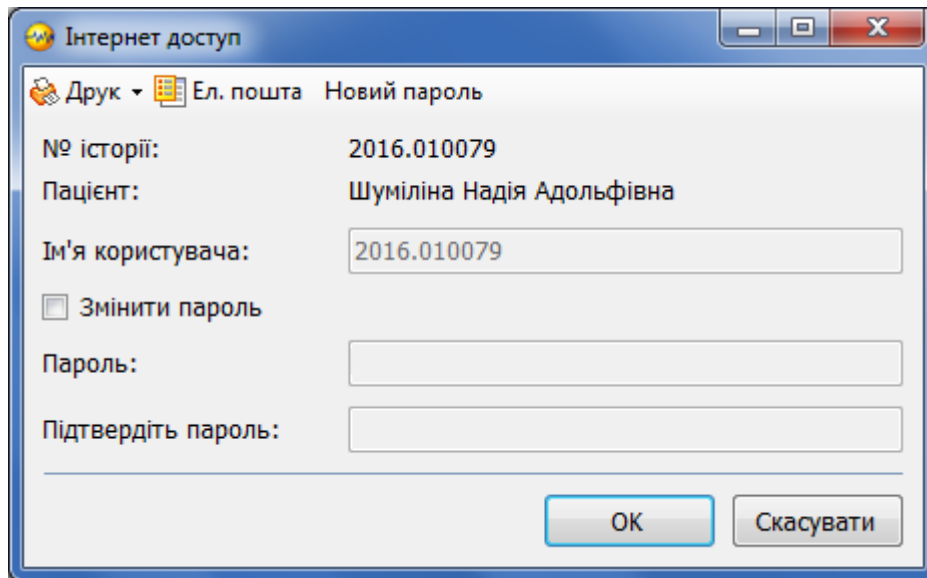 Інтернет доступ
Друк Ел. пошта Новий пароль
№ історії: 2016.010079
Пацієнт: Шуміліна Надія Адольфівна
Ім'я користувача: 2016.010079
Змінити пароль
Пароль:
Підтвердіть пароль:
OK Скасувати